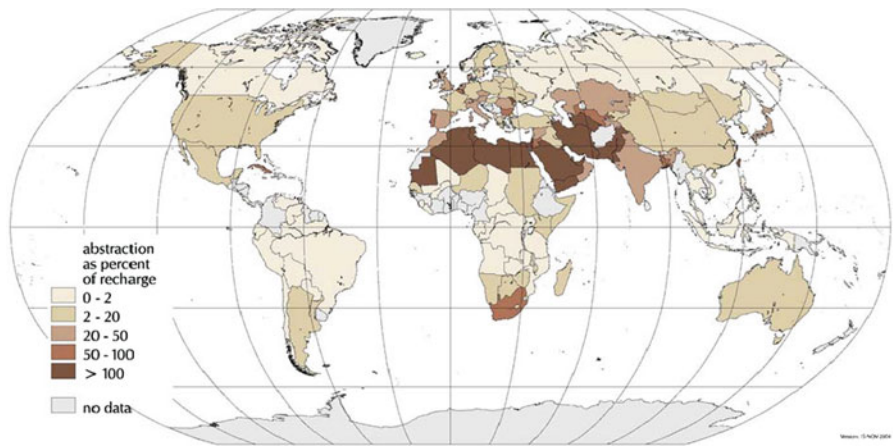 abstraction
as percent
of recharge
0 - 2
2 - 20
20 - 50
50 - 100
> 100
no data